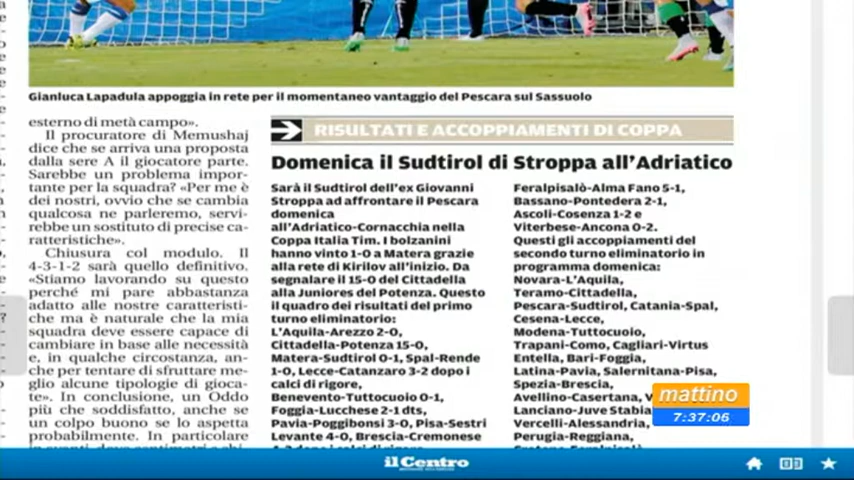 Gianluca Lapadula appoggia in rete per il momentaneo vantaggio del Pescara sul Sassuolo
esterno di metà campo».
Il procuratore di Memushaj
dice che se arriva una proposta
dalla sere A il giocatore parte.
Sarebbe un problema impor-
tante per la squadra? «Per me è
dei nostri, ovvio che se cambia
qualcosa ne parleremo, servi-
rebbe un sostituto di precise ca-
ratteristiche».
Chiusura col modulo. Il
4-3-1-2 sarà quello definitivo.
«Stiamo lavorando su questo
perché mi pare abbastanza
adatto alle nostre caratteristi-
che ma è naturale che la mia
squadra deve essere capace di
cambiare in base alle necessità
e, in qualche circostanza, an-
che per tentare di sfruttare me-
glio alcune tipologie di gioca-
te». In conclusione, un Oddo
più che soddisfatto, anche se
un colpo buono se lo aspetta
probabilmente. In particolare
RISULTATI E ACCOPPIAMENTI DI COPPA
Domenica il Sudtirol di Stroppa all'Adriatico
Sarà il Sudtirol dell'ex Giovanni
Stroppa ad affrontare il Pescara
domenica
all'Adriatico-Cornacchia nella
Coppa Italia Tim. I bolzanini
hanno vinto 1-0 a Matera grazie
alla rete di Kirilov all'inizio. Da
segnalare il 15-0 del Cittadella
alla Juniores del Potenza. Questo
il quadro dei risultati del primo
turno eliminatorio:
L'Aquila-Arezzo 2-0,
Cittadella-Potenza 15-0,
Matera-Sudtirol 0-1, Spal-Rende
1-0, Lecce-Catanzaro 3-2 dopo i
calci di rigore,
Benevento-Tuttocuoio 0-1,
Foggia-Lucchese 2-1 dts,
Pavia-Poggibonsi 3-0, Pisa-Sestri
Levante 4-0, Brescia-Cremonese
Feralpisalò-Alma Fano 5-1,
Bassano-Pontedera 2-1,
Ascoli-Cosenza 1-2 e
Viterbese-Ancona 0-2.
Questi gli accoppiamenti del
secondo turno eliminatorio in
programma domenica:
Novara-L'Aquila,
Teramo-Cittadella,
Pescara-Sudtirol, Catania-Spal,
Cesena-Lecce,
Modena-Tuttocuoio,
Trapani-Como, Cagliari-Virtus
Entella, Bari-Foggia,
Latina-Pavia, Salernitana-Pisa,
Spezia-Brescia,
Avellino-Casertana, V
Lanciano-Juve Stabia
Vercelli-Alessandria,
Perugia-Reggiana,
mattino
7:37:06
il Centro